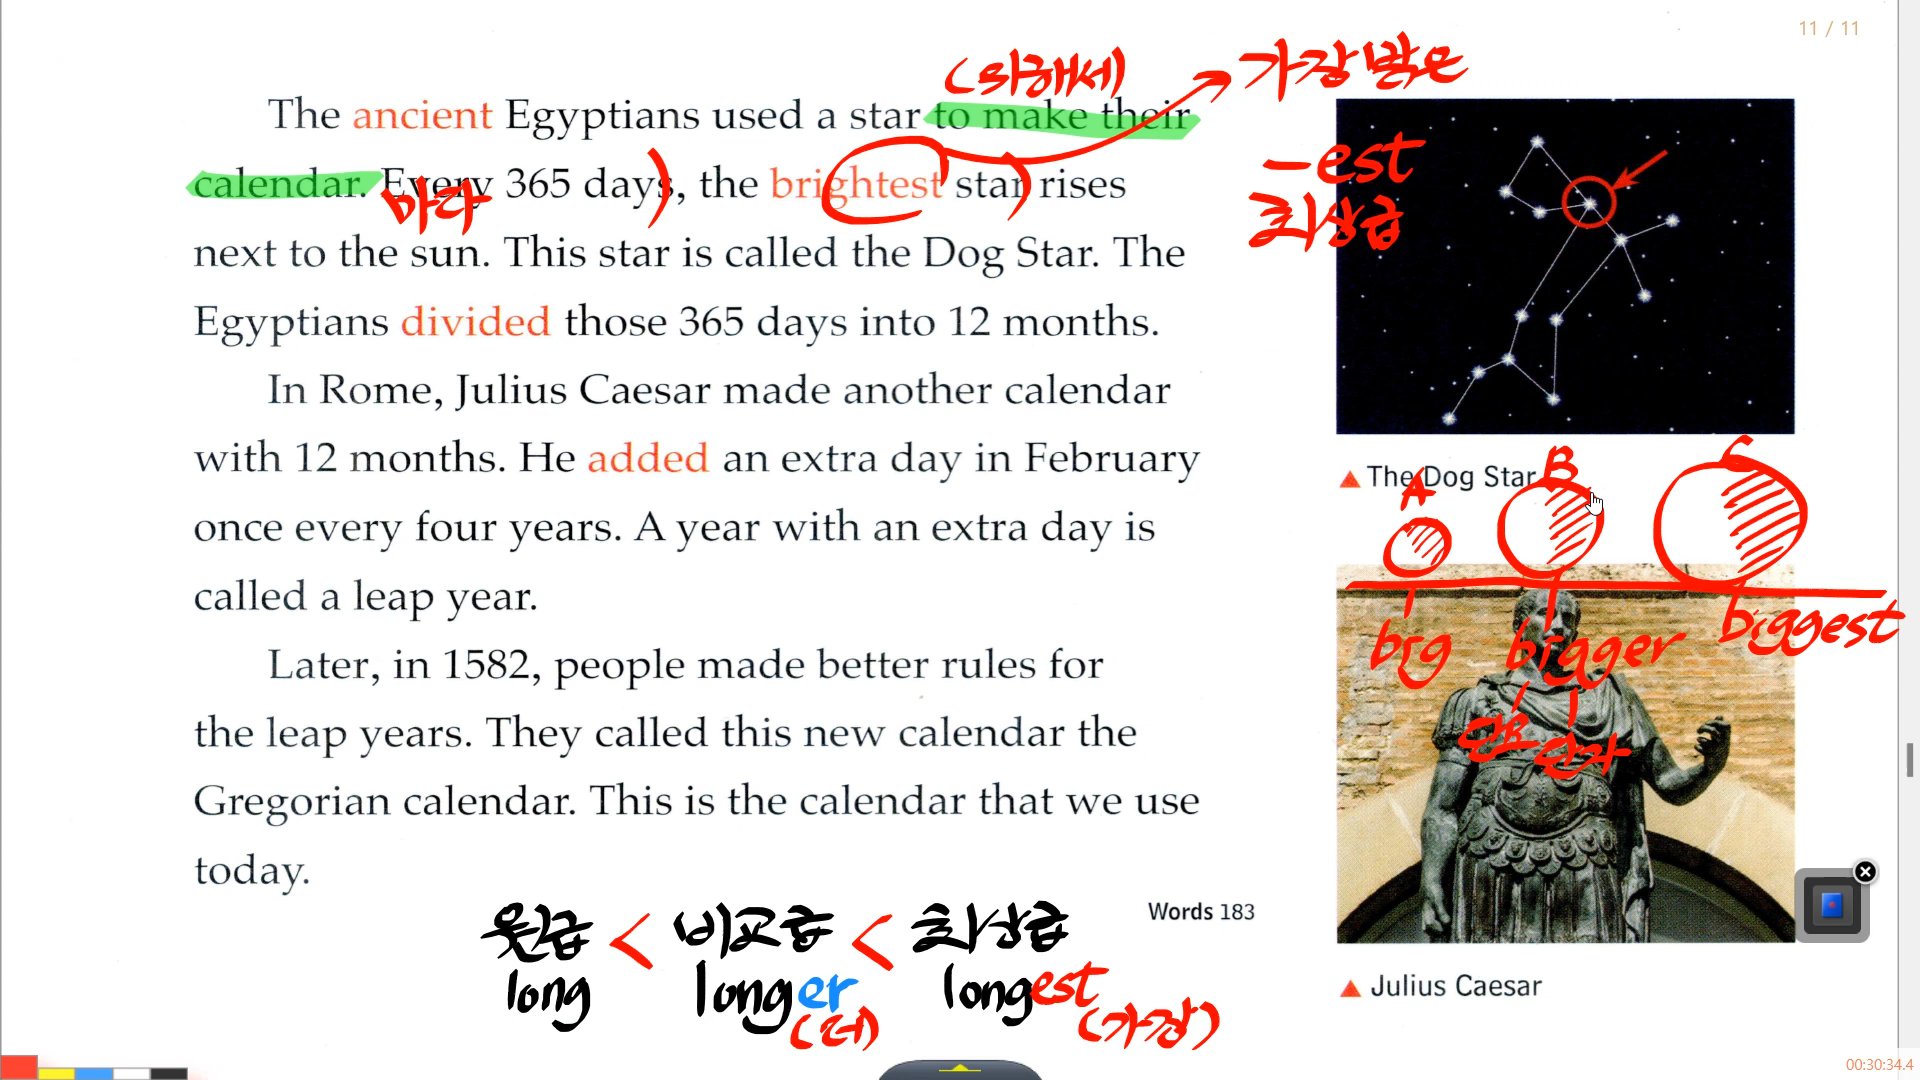 11 / 11
(위해서)
가장 밝은
The ancient Egyptians used a star to make their
calendar. Every 365 days, the brightest star rises
마다
-est
최상급
next to the sun. This star is called the Dog Star. The
Egyptians divided those 365 days into 12 months.
In Rome, Julius Caesar made another calendar
with 12 months. He added an extra day in February
once every four years. A year with an extra day is
called a leap year.
Later, in 1582, people made better rules for
the leap years. They called this new calendar the
Gregorian calendar. This is the calendar that we use
today.
Words 183
▲ The Dog Star
A B C
big bigger biggest
단모 단자
▲ Julius Caesar
원급 < 비교급 < 최상급
long longer longest
(더) (가장)
00:30:34.4